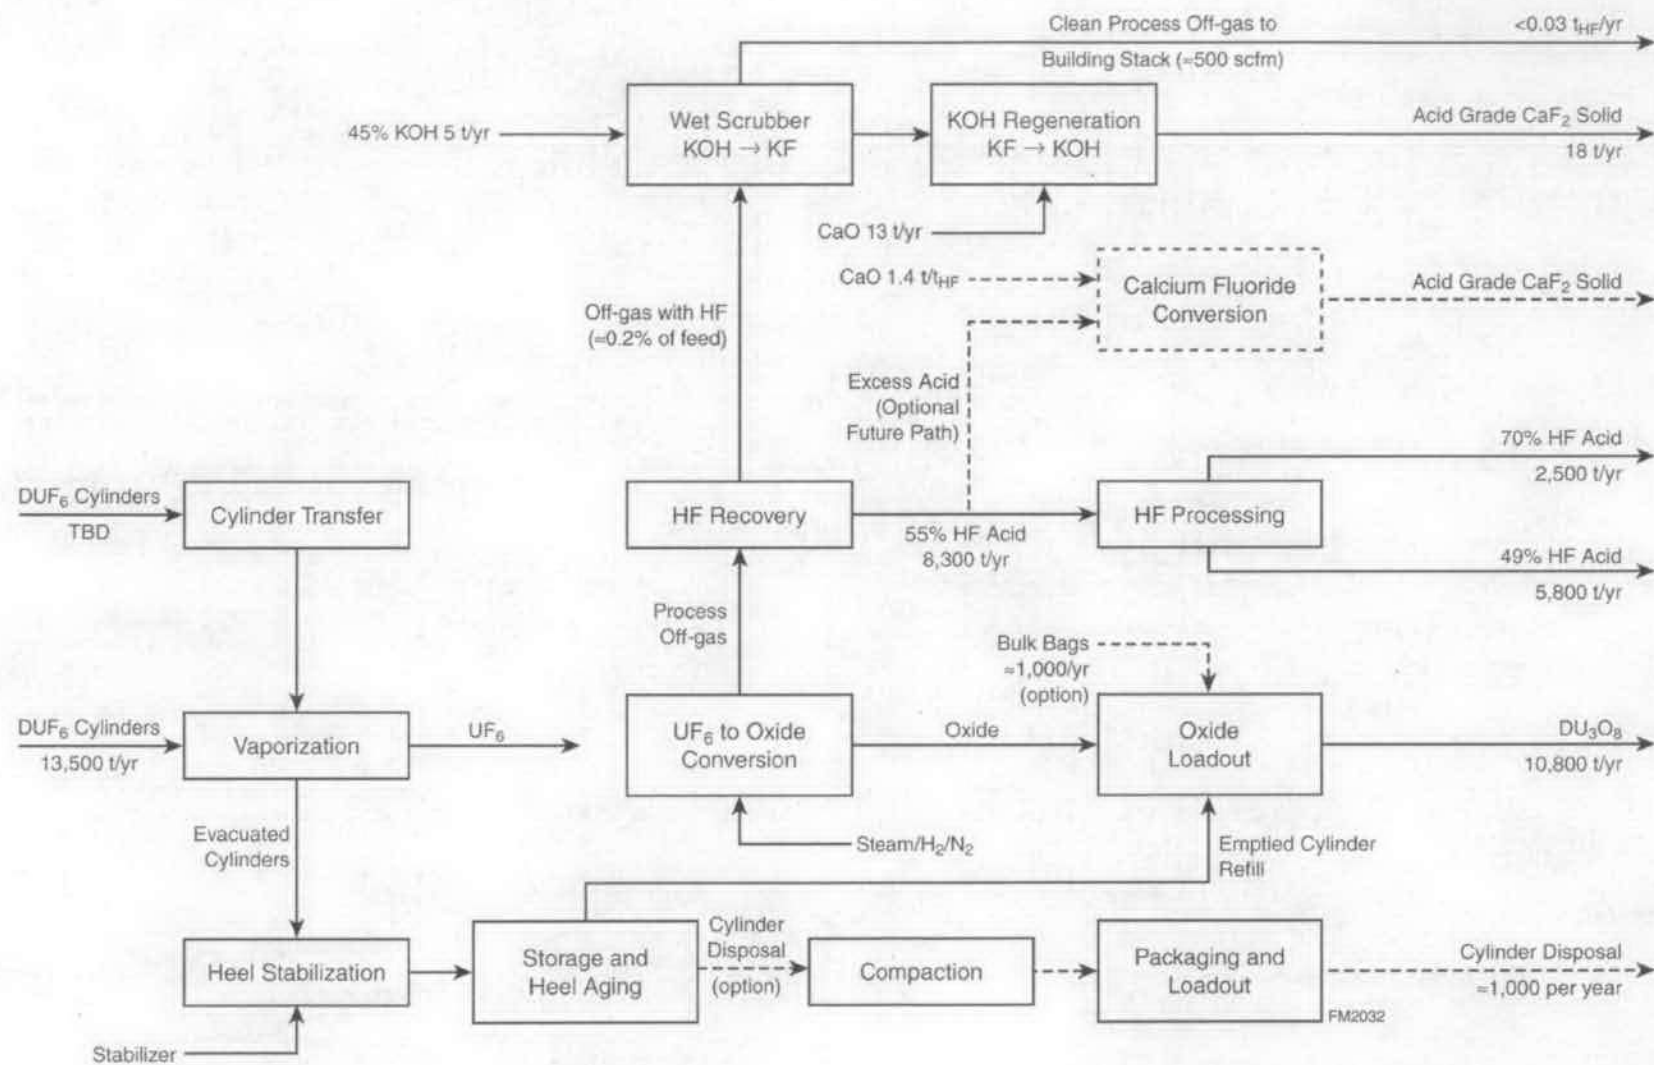 Clean Process Off-gas to
Building Stack (≈500 scfm)
<0.03 tHF/yr
45% KOH 5 t/yr
Wet Scrubber
KOH → KF
KOH Regeneration
KF → KOH
Acid Grade CaF2 Solid
18 t/yr
CaO 13 t/yr
CaO 1.4 t/tHF
Calcium Fluoride
Conversion
Acid Grade CaF2 Solid
Off-gas with HF
(≈0.2% of feed)
Excess Acid
(Optional
Future Path)
70% HF Acid
2,500 t/yr
DUF6 Cylinders
TBD
Cylinder Transfer
HF Recovery
55% HF Acid
8,300 t/yr
HF Processing
49% HF Acid
5,800 t/yr
Process
Off-gas
Bulk Bags
≈1,000/yr
(option)
DUF6 Cylinders
13,500 t/yr
Vaporization
UF6
UF6 to Oxide
Conversion
Oxide
Oxide
Loadout
DU3O8
10,800 t/yr
Evacuated
Cylinders
Steam/H2/N2
Emptied Cylinder
Refill
Heel Stabilization
Storage and
Heel Aging
Cylinder
Disposal
(option)
Compaction
Packaging and
Loadout
Cylinder Disposal
≈1,000 per year
FM2032
Stabilizer